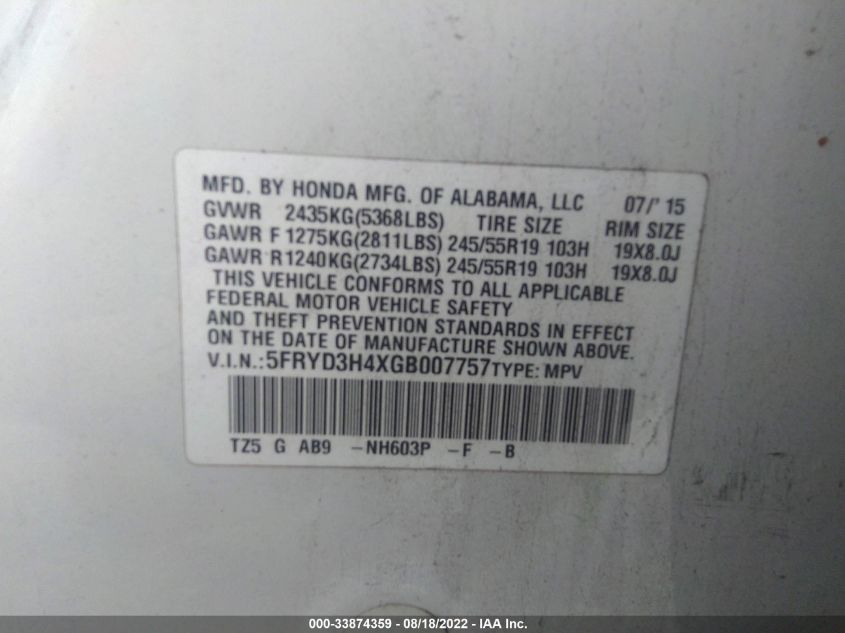 MFD. BY HONDA MFG. OF ALABAMA, LLC 07/' 15
GVWR 2435KG(5368LBS) TIRE SIZE RIM SIZE
GAWR F 1275KG(2811LBS) 245/55R19 103H 19X8.0J
GAWR R1240KG(2734LBS) 245/55R19 103H 19X8.0J
THIS VEHICLE CONFORMS TO ALL APPLICABLE
FEDERAL MOTOR VEHICLE SAFETY
AND THEFT PREVENTION STANDARDS IN EFFECT
ON THE DATE OF MANUFACTURE SHOWN ABOVE.
V.I.N.:5FRYD3H4XGB007757TYPE: MPV
TZ5 G AB9 -NH603P -F -B
000-33874359 - 08/18/2022 - IAA Inc.